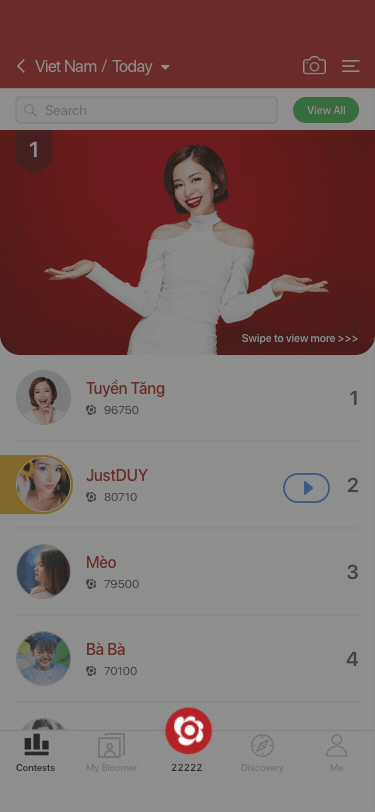 Viet Nam / Today
Search
View All
1
Swipe to view more >>>
Tuyền Tăng
96750
1
JustDUY
80710
2
Mèo
79500
3
Bà Bà
70100
4
Contests
My Bloomer
22222
Discovery
Me